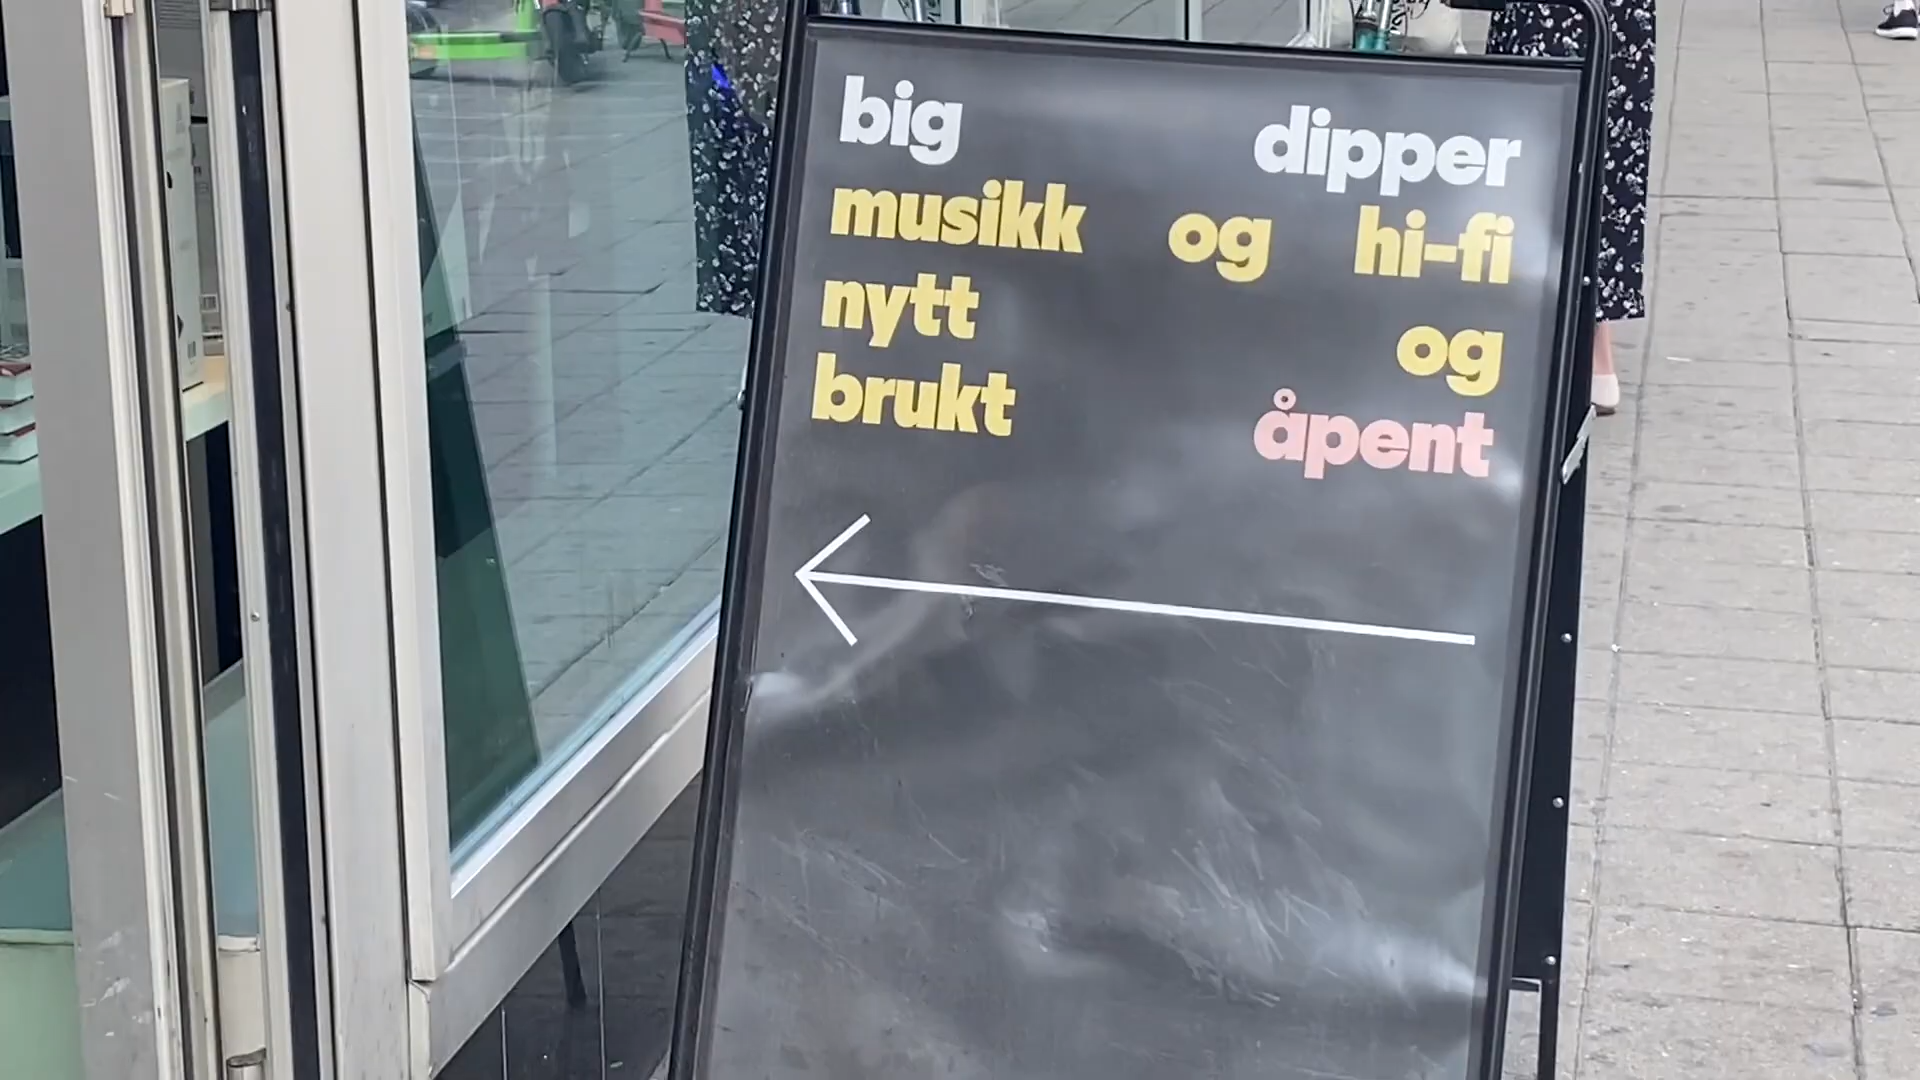 big dipper
musikk og hi-fi
nytt og
brukt åpent